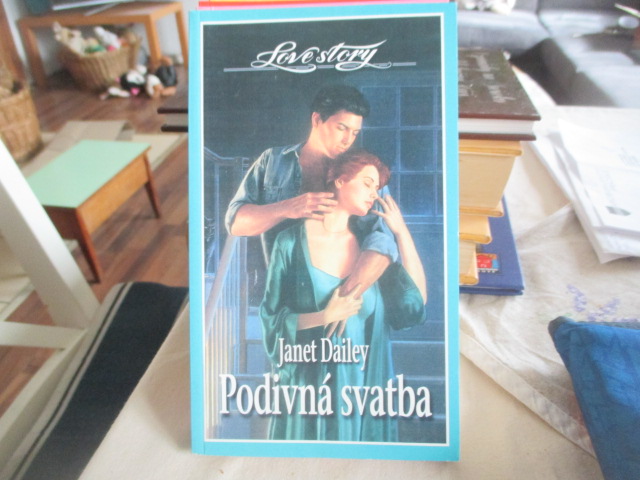 Love story
Janet Dailey
Podivná svatba